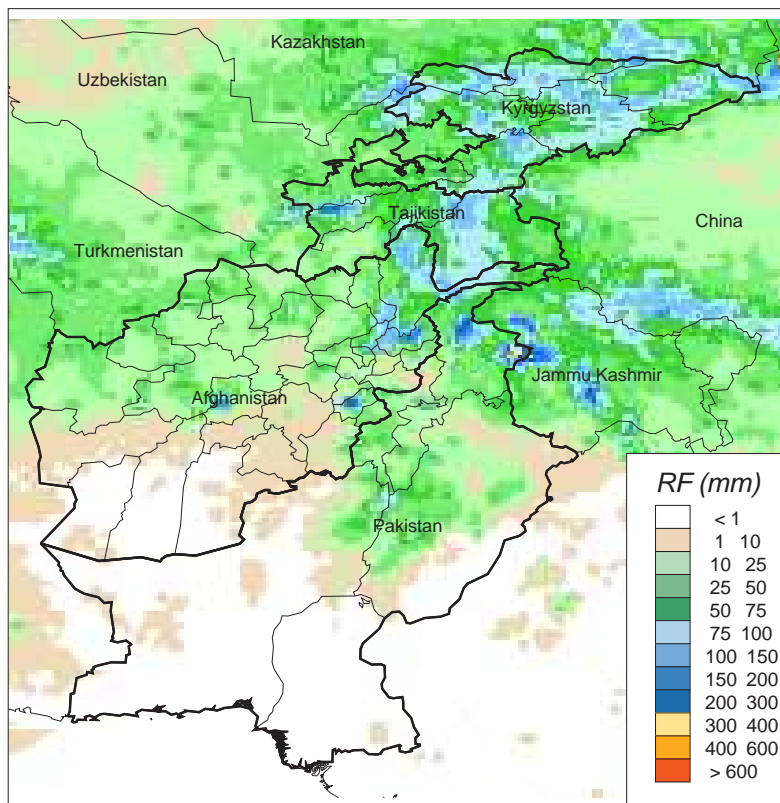 Kazakhstan
Uzbekistan
Kyrgyzstan
Tajikistan
China
Turkmenistan
Jammu Kashmir
Afghanistan
Pakistan
RF (mm)
< 1
1 10
10 25
25 50
50 75
75 100
100 150
150 200
200 300
300 400
400 600
> 600